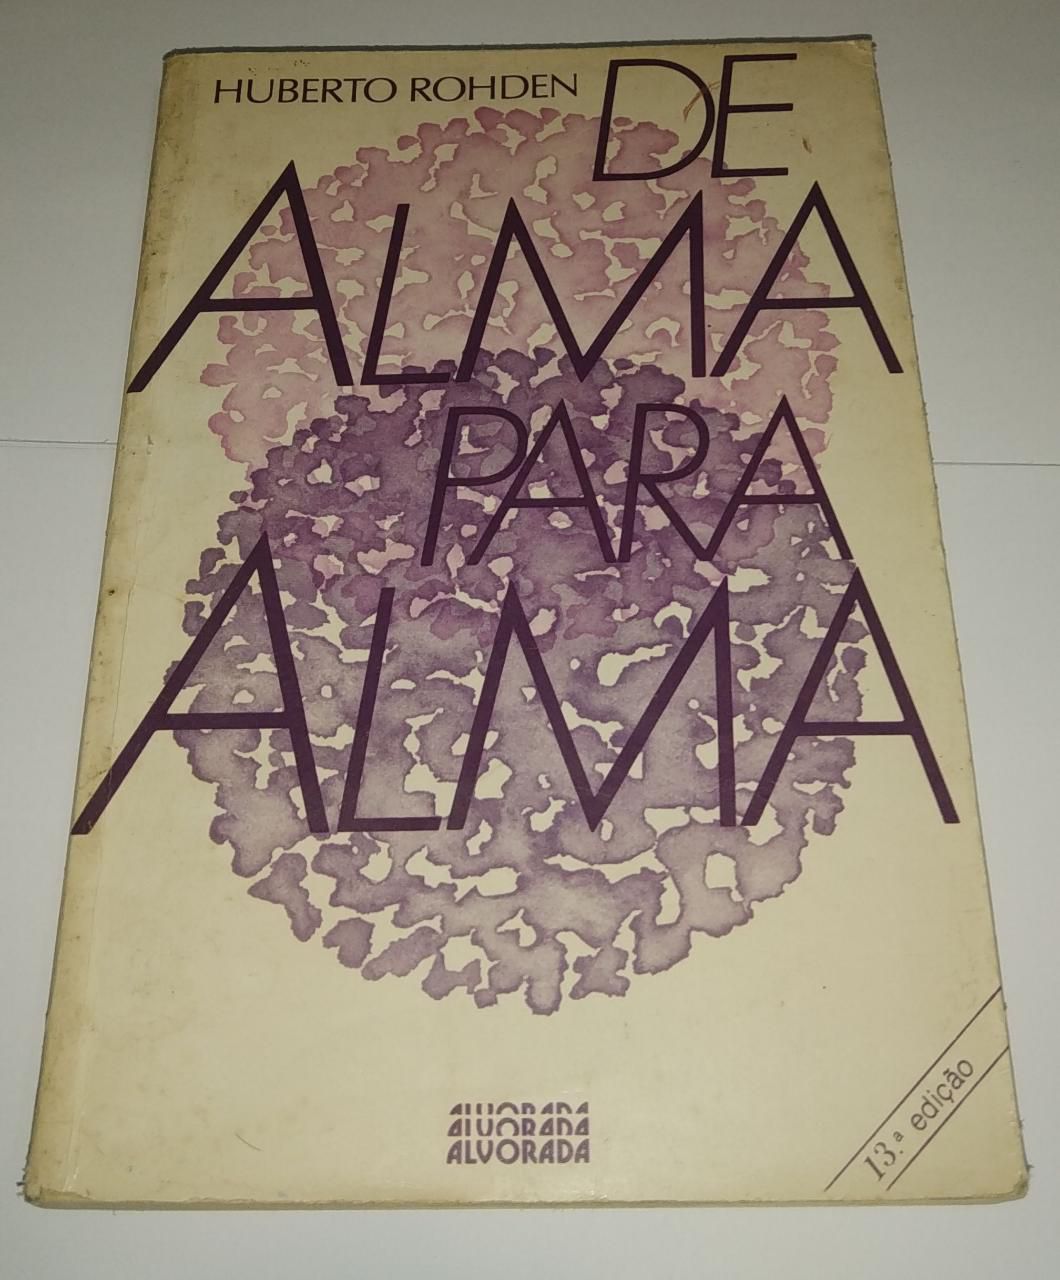 HUBERTO ROHDEN
DE
ALMA
PARA
ALMA
ALVORADA
ALVORADA
ALVORADA
13.ª edição